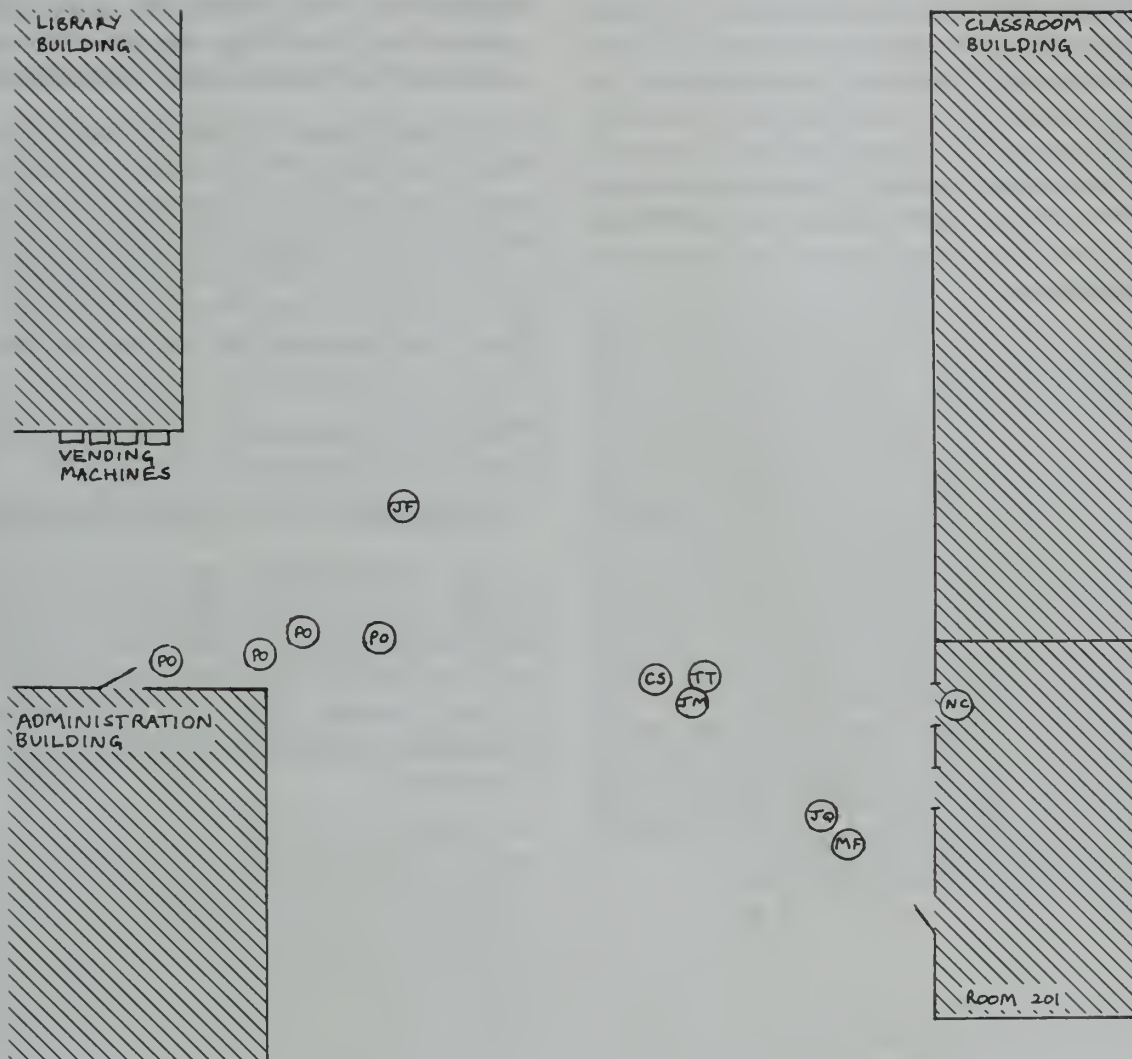 LIBRARY
BUILDING
CLASSROOM
BUILDING
VENDING
MACHINES
JF
PO
PO
PO
PO
CS
TT
JM
NC
ADMINISTRATION
BUILDING
JQ
MF
ROOM 201